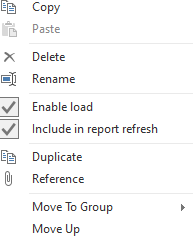 Copy
Paste
Delete
Rename
Enable load
Include in report refresh
Duplicate
Reference
Move To Group
Move Up